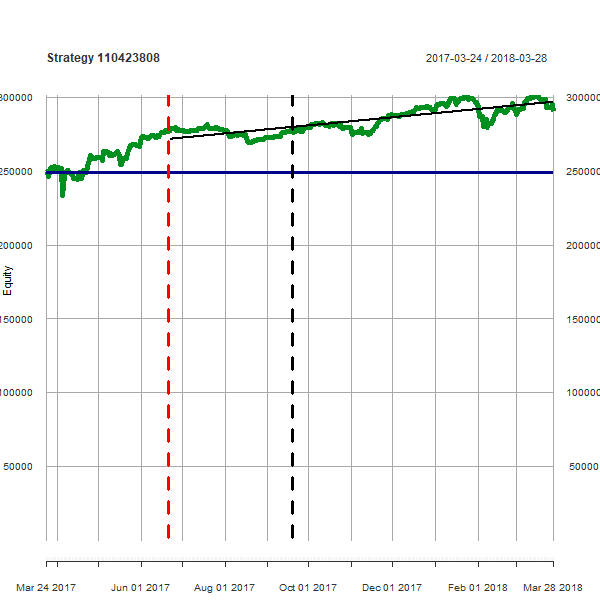 Strategy 110423808
2017-03-24 / 2018-03-28
300000
300000
250000
250000
200000
200000
150000
150000
100000
100000
50000
50000
Equity
Mar 24 2017
Jun 01 2017
Aug 01 2017
Oct 01 2017
Dec 01 2017
Feb 01 2018
Mar 28 2018